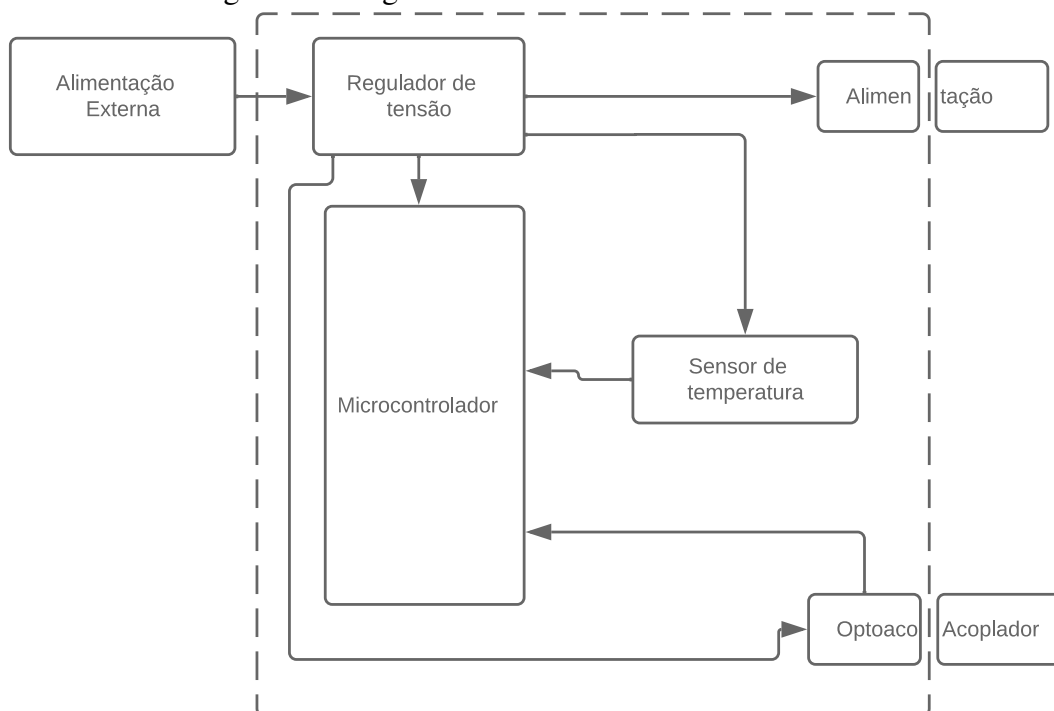 Alimentação
Externa
Regulador de
tensão
Alimen
tação
Microcontrolador
Sensor de
temperatura
Optoaco
Acoplador